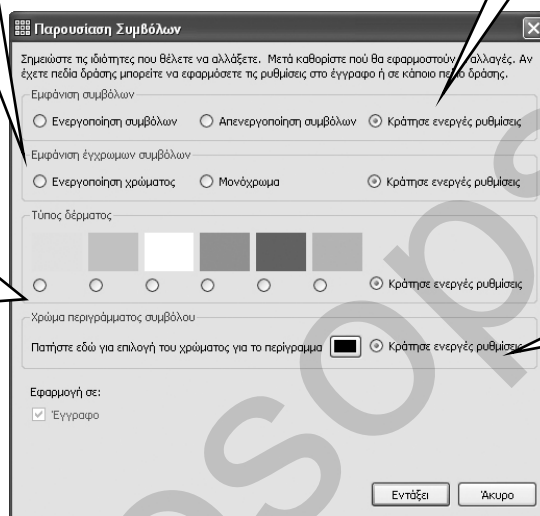 Παρουσίαση Συμβόλων
Σημειώστε τις ιδιότητες που θέλετε να αλλάξετε. Μετά καθορίστε πού θα εφαρμοστούν αλλαγές. Αν
έχετε πεδία δράσης μπορείτε να εφαρμόσετε τις ρυθμίσεις στο έγγραφο ή σε κάποιο δράσης.
Εμφάνιση συμβόλων
Ενεργοποίηση συμβόλων Απενεργοποίηση συμβόλων Κράτησε ενεργές ρυθμίσεις
Εμφάνιση έγχρωμων συμβόλων
Ενεργοποίηση χρώματος Μονόχρωμα Κράτησε ενεργές ρυθμίσεις
Τύπος δέρματος
Κράτησε ενεργές ρυθμίσεις
Χρώμα περιγράμματος συμβόλου
Πατήστε εδώ για επιλογή του χρώματος για το περίγραμμα Κράτησε ενεργές ρυθμίσεις
Εφαρμογή σε:
Έγγραφο
Εντάξει Άκυρο